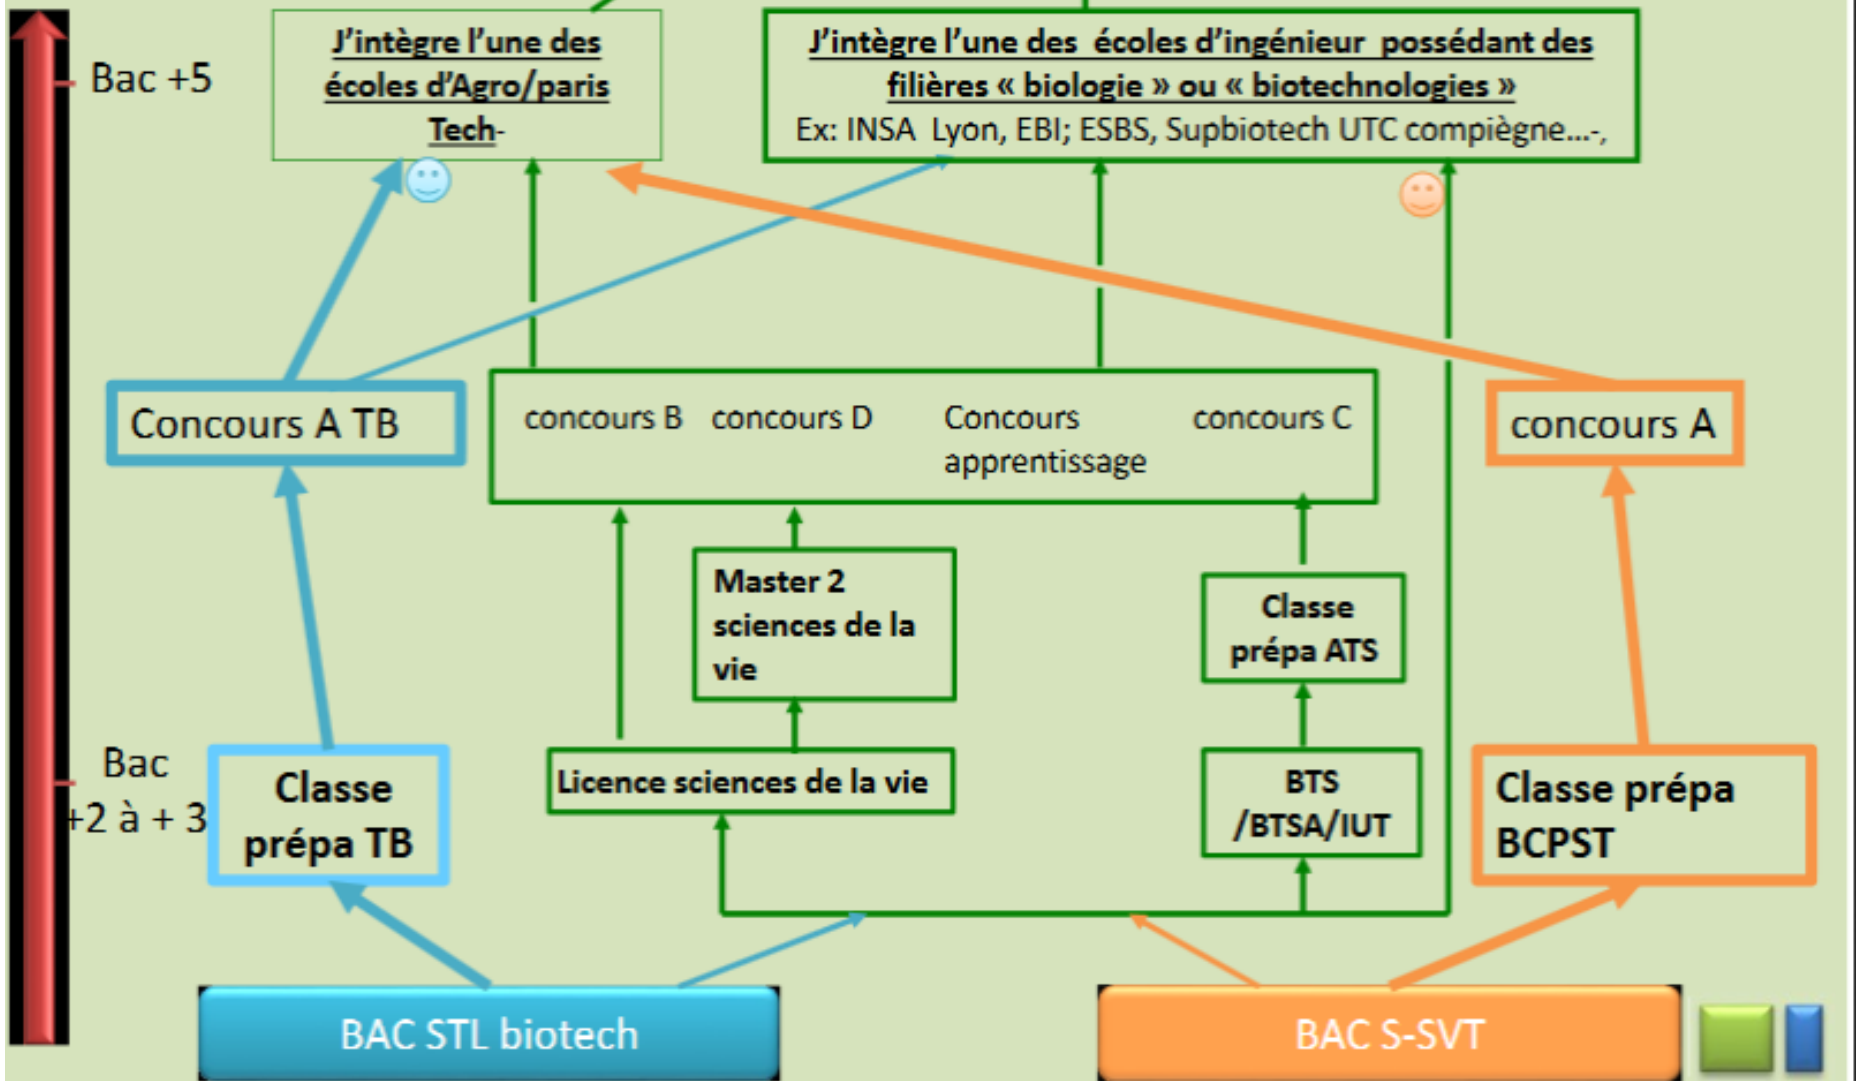 J’intègre l’une des
écoles d’Agro/paris
Tech-
J’intègre l’une des écoles d’ingénieur possédant des
filières « biologie » ou « biotechnologies »
Ex: INSA Lyon, EBI; ESBS, Supbiotech UTC compiègne...-,
Bac +5
Concours A TB
concours B
concours D
Concours
apprentissage
concours C
concours A
Master 2
sciences de la
vie
Classe
prépa ATS
Bac
+2 à + 3
Classe
prépa TB
Licence sciences de la vie
BTS
/BTSA/IUT
Classe prépa
BCPST
BAC STL biotech
BAC S-SVT